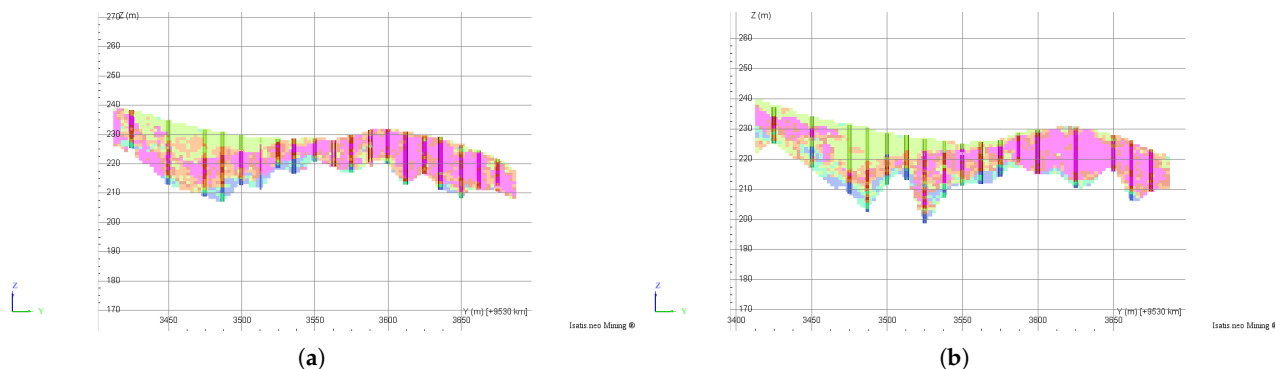 270 Z (m)
260
250
240
230
220
210
200
190
180
170
3450 3500 3550 3600 3650
Y (m) [+9530 km]
Z
Y
Isatis.neo Mining ®
(a)
Z (m)
260
250
240
230
220
210
200
190
180
170
3400 3450 3500 3550 3600 3650
Y (m) [+9530 km]
Z
Y
Isatis.neo Mining ®
(b)